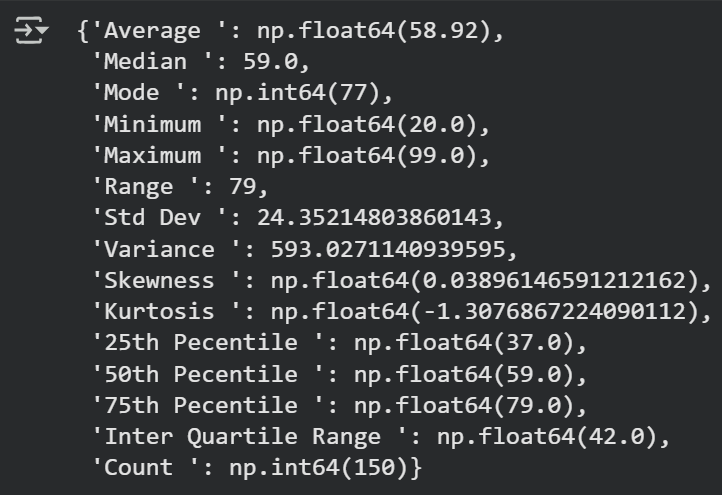 {'Average ': np.float64(58.92),
'Median ': 59.0,
'Mode ': np.int64(77),
'Minimum ': np.float64(20.0),
'Maximum ': np.float64(99.0),
'Range ': 79,
'Std Dev ': 24.35214803860143,
'Variance ': 593.0271140939595,
'Skewness ': np.float64(0.03896146591212162),
'Kurtosis ': np.float64(-1.3076867224090112),
'25th Pecentile ': np.float64(37.0),
'50th Pecentile ': np.float64(59.0),
'75th Pecentile ': np.float64(79.0),
'Inter Quartile Range ': np.float64(42.0),
'Count ': np.int64(150)}